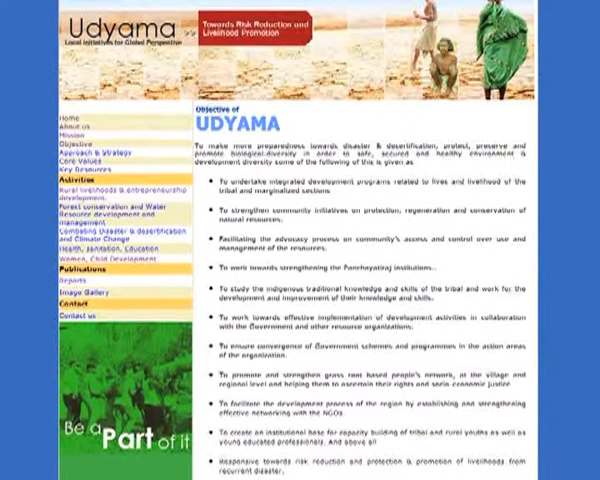 Udyama
Local Initiatives for Global Perspective
>>
Towards Risk Reduction and
Livelihood Promotion
Home
About us
Mission
Objective
Approach & Strategy
Core Values
Key Resources
Activities
Rural livelihoods & entrepreneurship
development.
Forest conservation and Water
Resource development and
management
Combating Disaster & desertification
and Climate Change
Health, Sanitation, Education
Women, Child Development
Publications
Reports
Image Gallery
Contact
Contact us
Be a
Part of it
Objective of
UDYAMA
To make more preparedness towards disaster & desertification, protect, preserve and
promote biological-diversity in order to safe, secured and healthy environment &
development diversity some of the following of this is given as
• To undertake integrated development programs related to lives and livelihood of the
tribal and marginalized sections
• To strengthen community initiatives on protection, regeneration and conservation of
natural resources.
• Facilitating the advocacy process on community's access and control over use and
management of the resources.
• To work towards strengthening the Panchayatiraj institutions..
• To study the indigenous traditional knowledge and skills of the tribal and work for the
development and improvement of their knowledge and skills.
• To work towards effective implementation of development activities in collaboration
with the Government and other resource organizations.
• To ensure convergence of Government schemes and programmes in the action areas
of the organization.
• To promote and strengthen grass root based people's network, at the village and
regional level and helping them to ascertain their rights and socio economic justice
• To facilitate the development process of the region by establishing and strengthening
effective networking with the NGOs.
• To create an institutional base for capacity building of tribal and rural youths as well as
young educated professionals. And above all
• Responsive towards risk reduction and protection & promotion of livelihoods from
recurrent disaster.